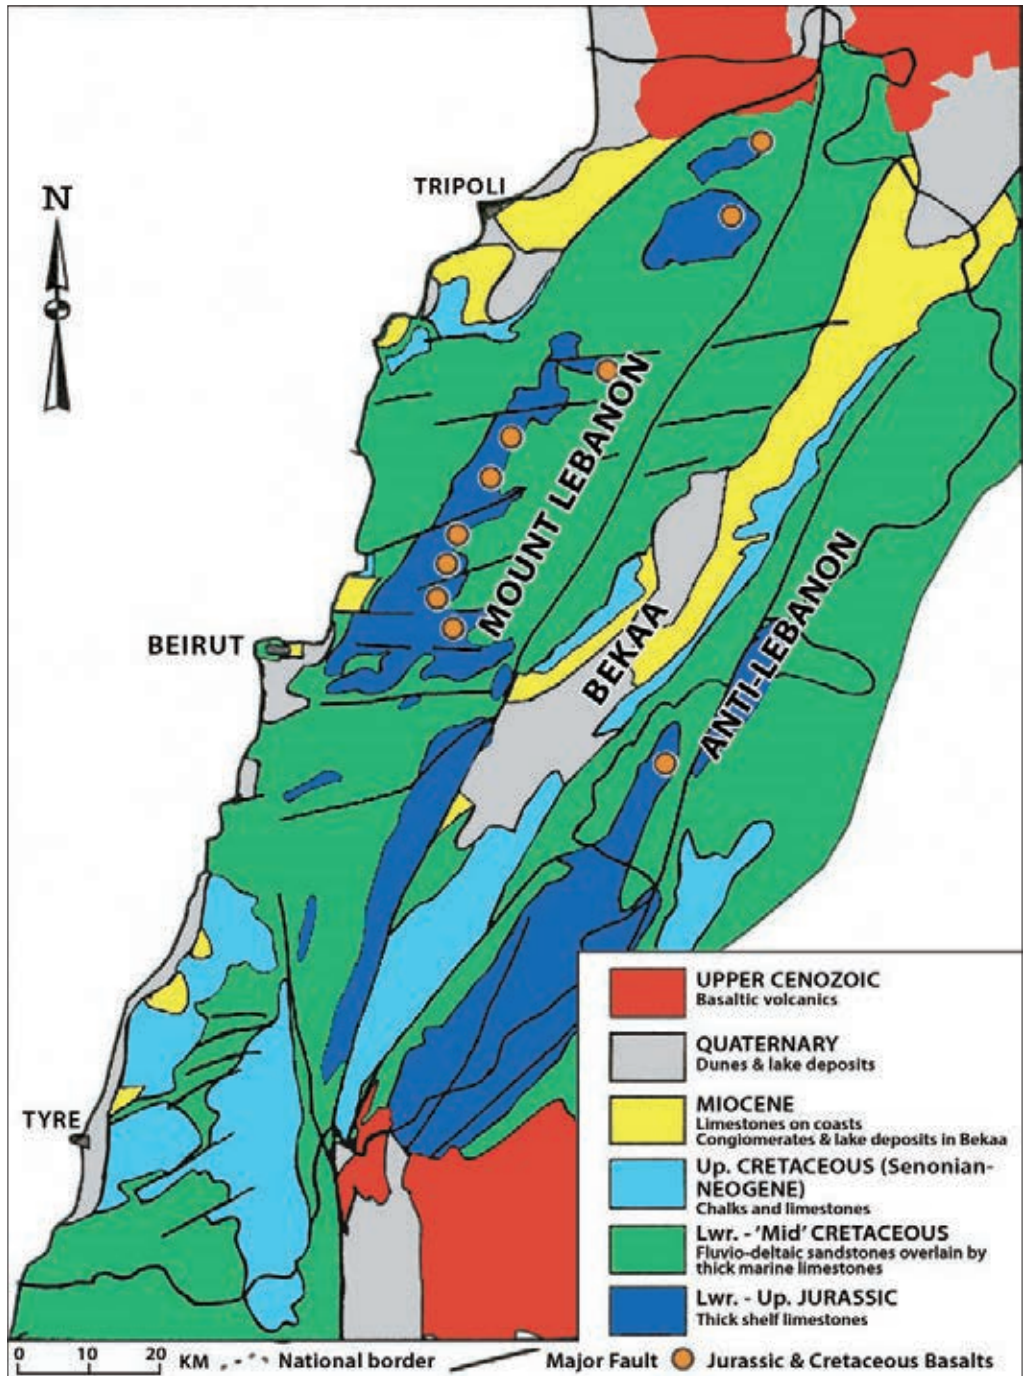 TRIPOLI
N
MOUNT LEBANON
BEIRUT
BEKAA
ANTI-LEBANON
TYRE
UPPER CENOZOIC
Basaltic volcanics
QUATERNARY
Dunes & lake deposits
MIOCENE
Limestones on coasts
Conglomerates & lake deposits in Bekaa
Up. CRETACEOUS (Senonian-
NEOGENE)
Chalks and limestones
Lwr. - 'Mid' CRETACEOUS
Fluvio-deltaic sandstones overlain by
thick marine limestones
Lwr. - Up. JURASSIC
Thick shelf limestones
0 10 20 KM National border Major Fault Jurassic & Cretaceous Basalts